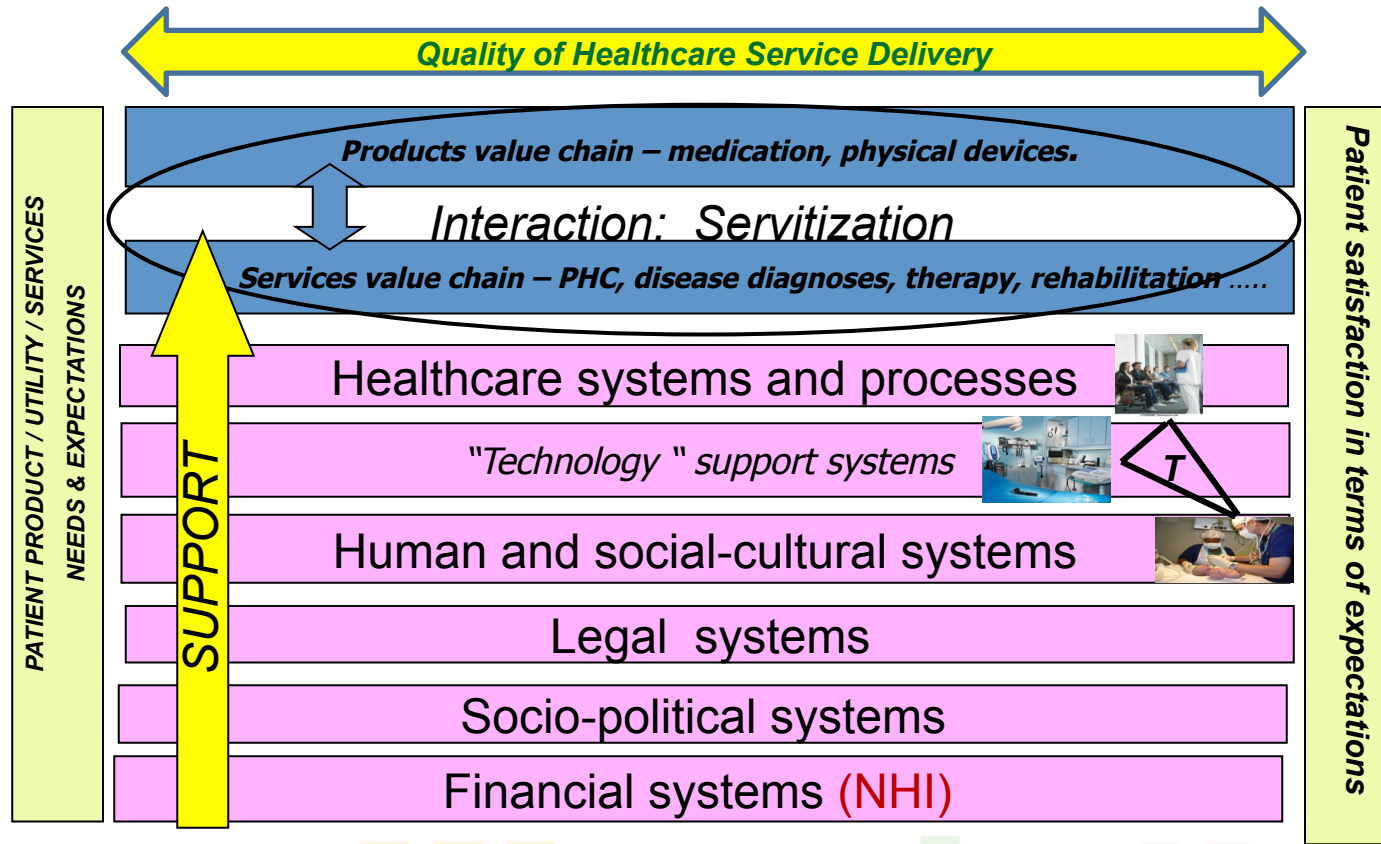 Quality of Healthcare Service Delivery
PATIENT PRODUCT / UTILITY / SERVICES
NEEDS & EXPECTATIONS
Products value chain – medication, physical devices.
Interaction: Servitization
Services value chain – PHC, disease diagnoses, therapy, rehabilitation …..
SUPPORT
Healthcare systems and processes
“Technology “ support systems
T
Human and social-cultural systems
Legal systems
Socio-political systems
Financial systems (NHI)
Patient satisfaction in terms of expectations